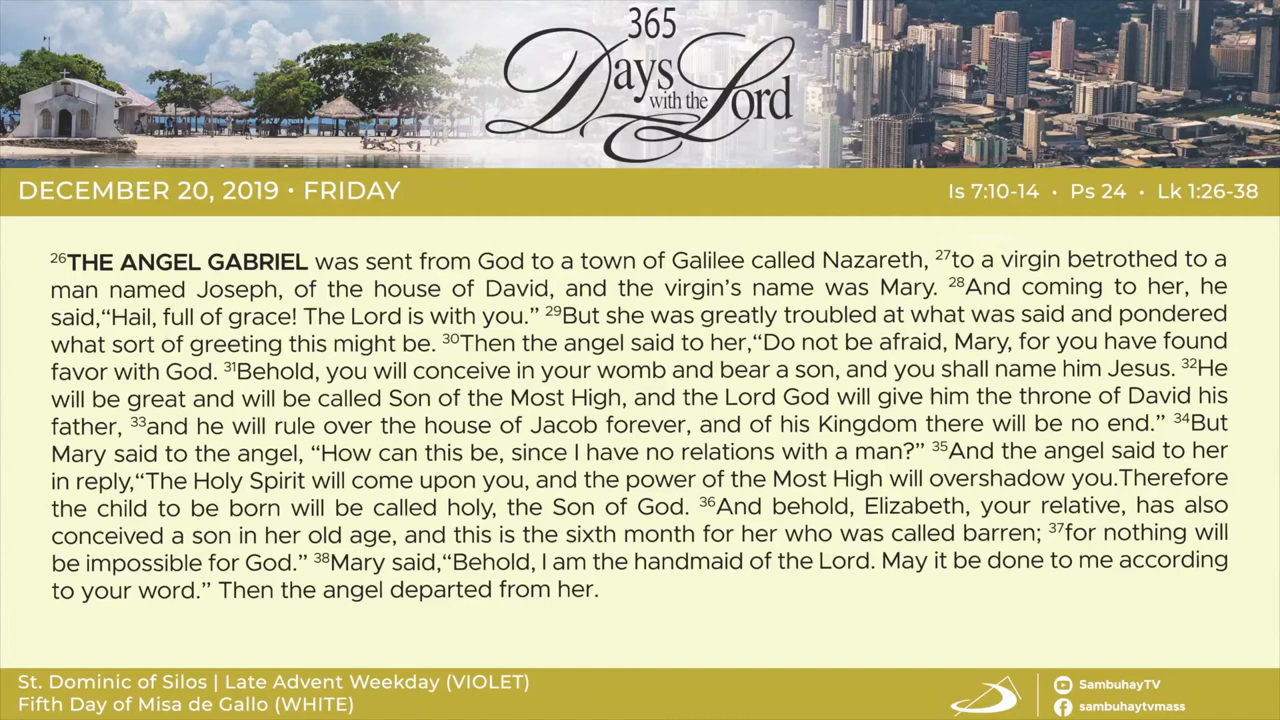 365
Days with the Lord
DECEMBER 20, 2019 • FRIDAY
Is 7:10-14 • Ps 24 • Lk 1:26-38
26THE ANGEL GABRIEL was sent from God to a town of Galilee called Nazareth, 27to a virgin betrothed to a
man named Joseph, of the house of David, and the virgin’s name was Mary. 28And coming to her, he
said,“Hail, full of grace! The Lord is with you.” 29But she was greatly troubled at what was said and pondered
what sort of greeting this might be. 30Then the angel said to her,“Do not be afraid, Mary, for you have found
favor with God. 31Behold, you will conceive in your womb and bear a son, and you shall name him Jesus. 32He
will be great and will be called Son of the Most High, and the Lord God will give him the throne of David his
father, 33and he will rule over the house of Jacob forever, and of his Kingdom there will be no end.” 34But
Mary said to the angel, “How can this be, since I have no relations with a man?” 35And the angel said to her
in reply,“The Holy Spirit will come upon you, and the power of the Most High will overshadow you.Therefore
the child to be born will be called holy, the Son of God. 36And behold, Elizabeth, your relative, has also
conceived a son in her old age, and this is the sixth month for her who was called barren; 37for nothing will
be impossible for God.” 38Mary said,“Behold, I am the handmaid of the Lord. May it be done to me according
to your word.” Then the angel departed from her.
St. Dominic of Silos | Late Advent Weekday (VIOLET)
Fifth Day of Misa de Gallo (WHITE)
SambuhayTV
sambuhaytvmass